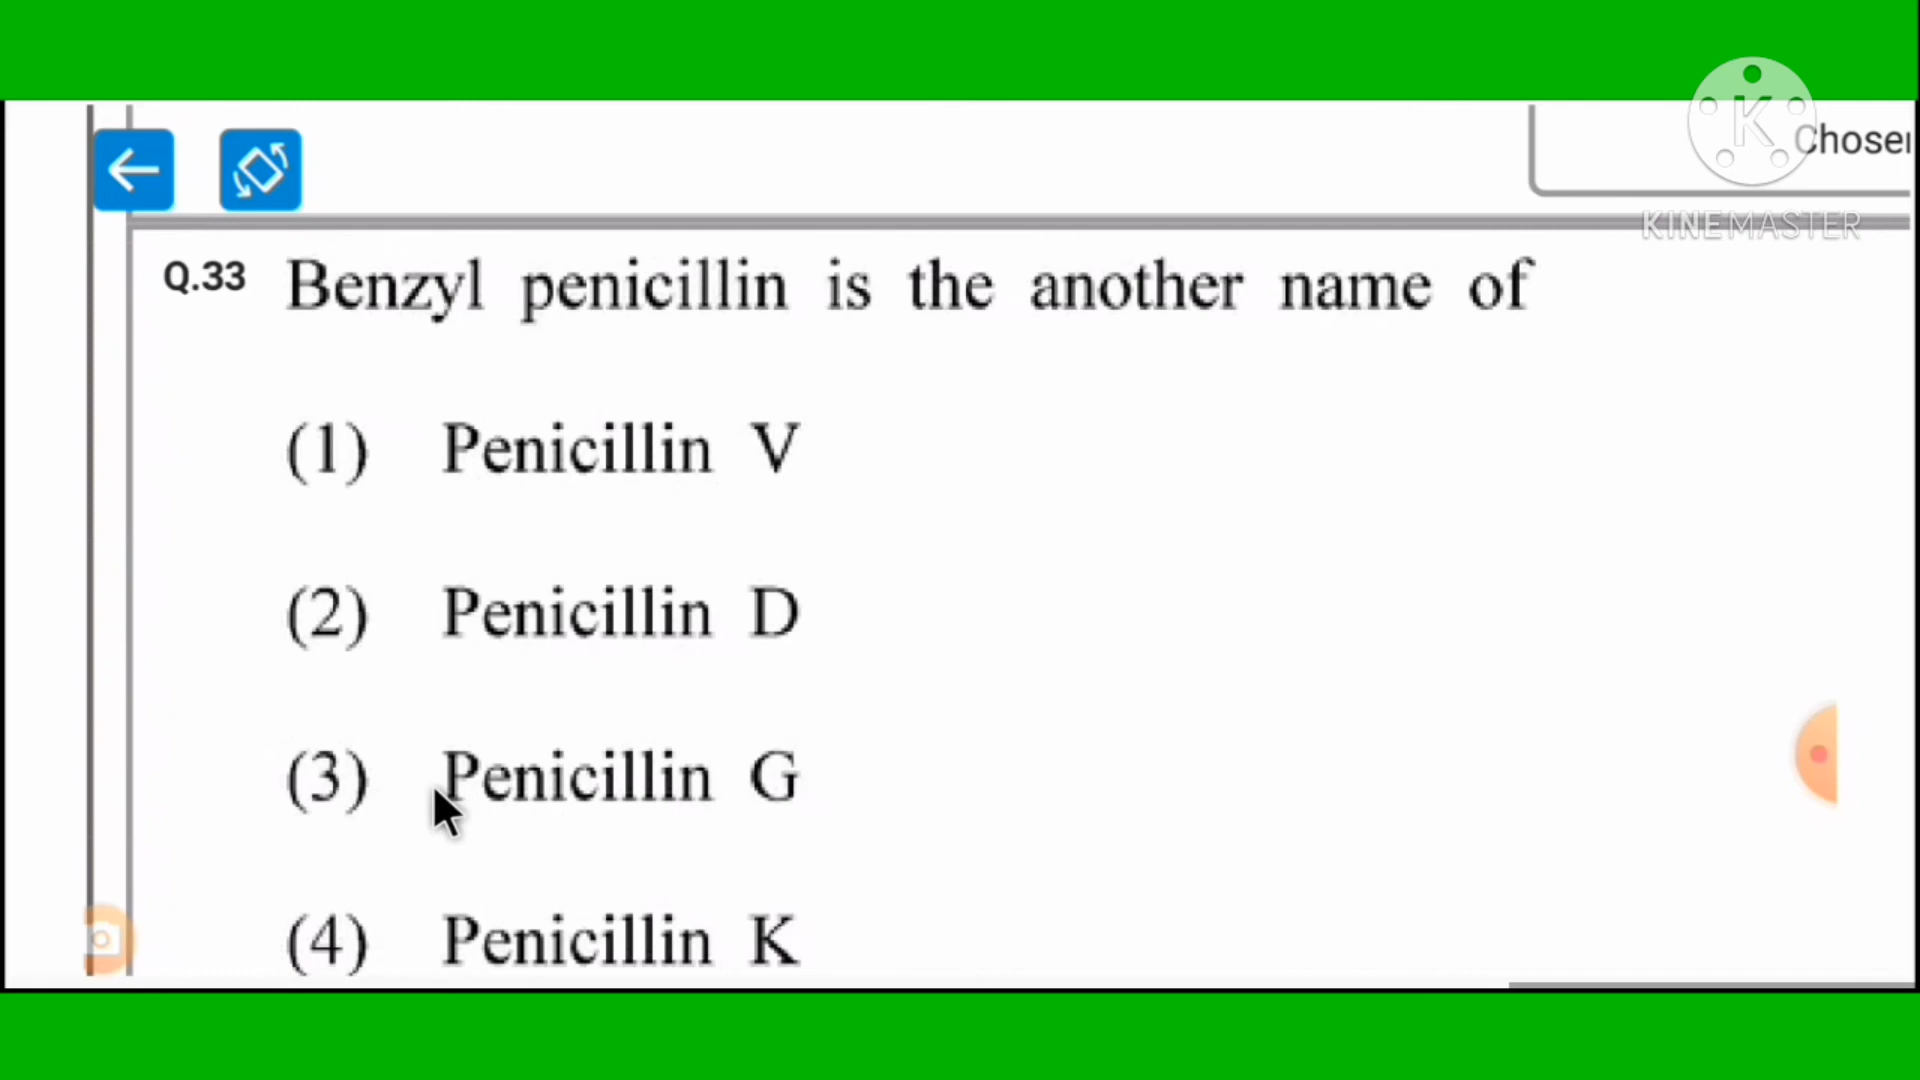 Chosen
KINEMASTER
Q.33 Benzyl penicillin is the another name of
(1) Penicillin V
(2) Penicillin D
(3) Penicillin G
(4) Penicillin K